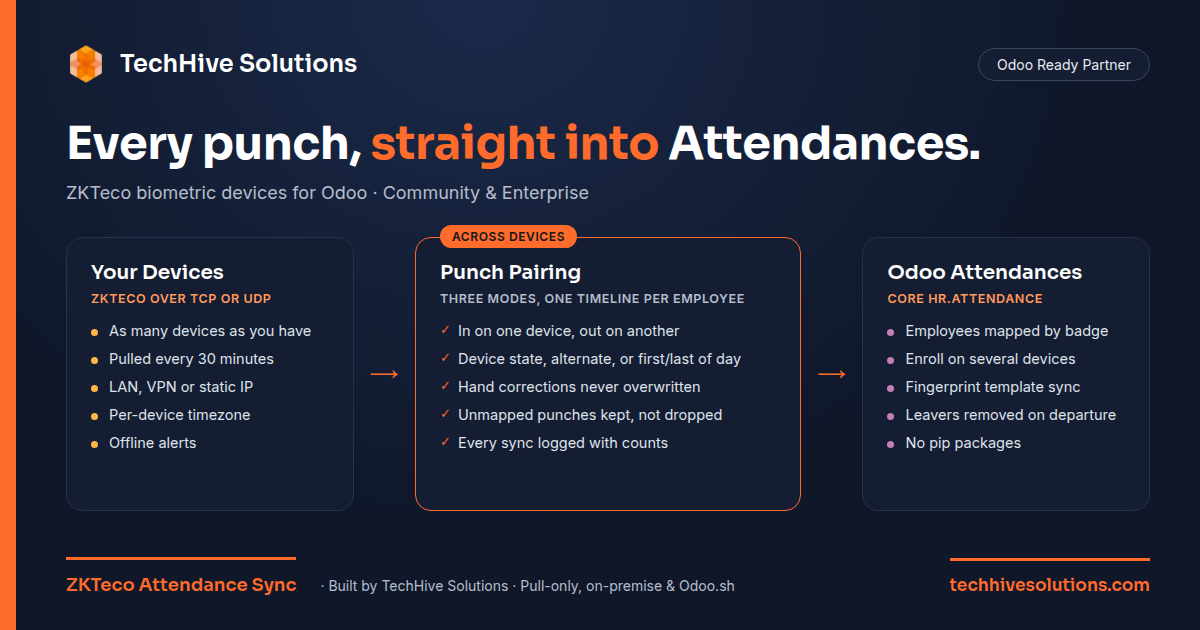 TechHive Solutions
Odoo Ready Partner
Every punch, straight into Attendances.
ZKTeco biometric devices for Odoo · Community & Enterprise
Your Devices
ZKTECO OVER TCP OR UDP
As many devices as you have
Pulled every 30 minutes
LAN, VPN or static IP
Per-device timezone
Offline alerts
→
ACROSS DEVICES
Punch Pairing
THREE MODES, ONE TIMELINE PER EMPLOYEE
✓ In on one device, out on another
✓ Device state, alternate, or first/last of day
✓ Hand corrections never overwritten
✓ Unmapped punches kept, not dropped
✓ Every sync logged with counts
→
Odoo Attendances
CORE HR.ATTENDANCE
Employees mapped by badge
Enroll on several devices
Fingerprint template sync
Leavers removed on departure
No pip packages
ZKTeco Attendance Sync
· Built by TechHive Solutions · Pull-only, on-premise & Odoo.sh
techhivesolutions.com